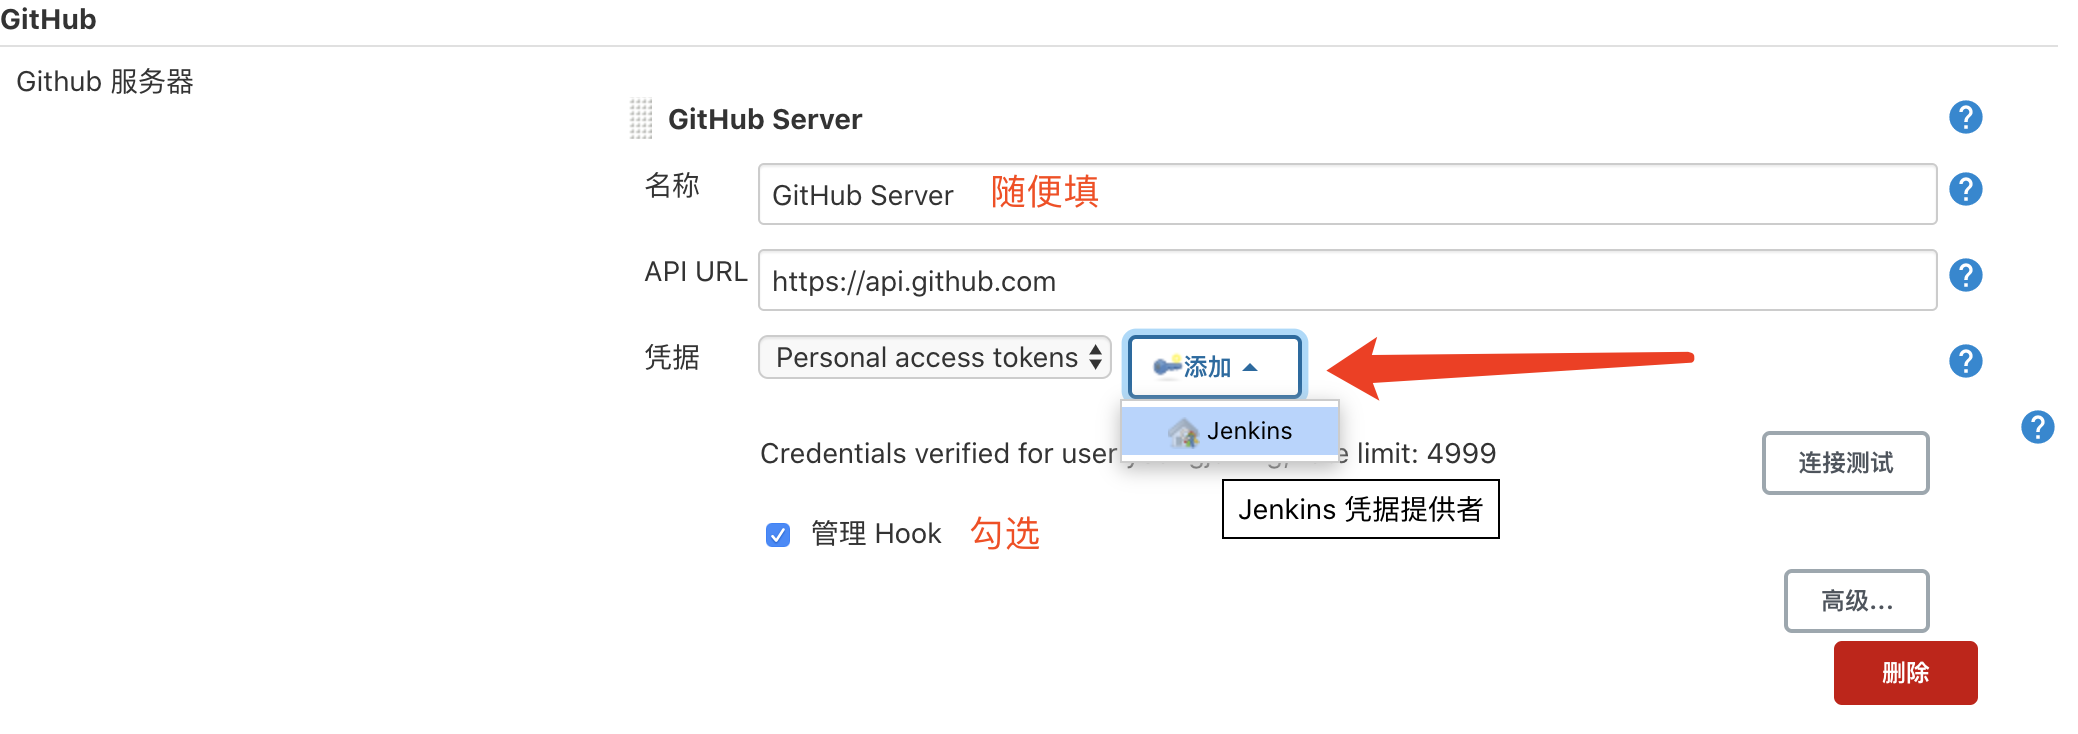 GitHub
Github 服务器
GitHub Server
名称 GitHub Server 随便填
API URL https://api.github.com
凭据 Personal access tokens 添加
Jenkins
Credentials verified for user limit: 4999
连接测试
Jenkins 凭据提供者
管理 Hook 勾选
高级...
删除